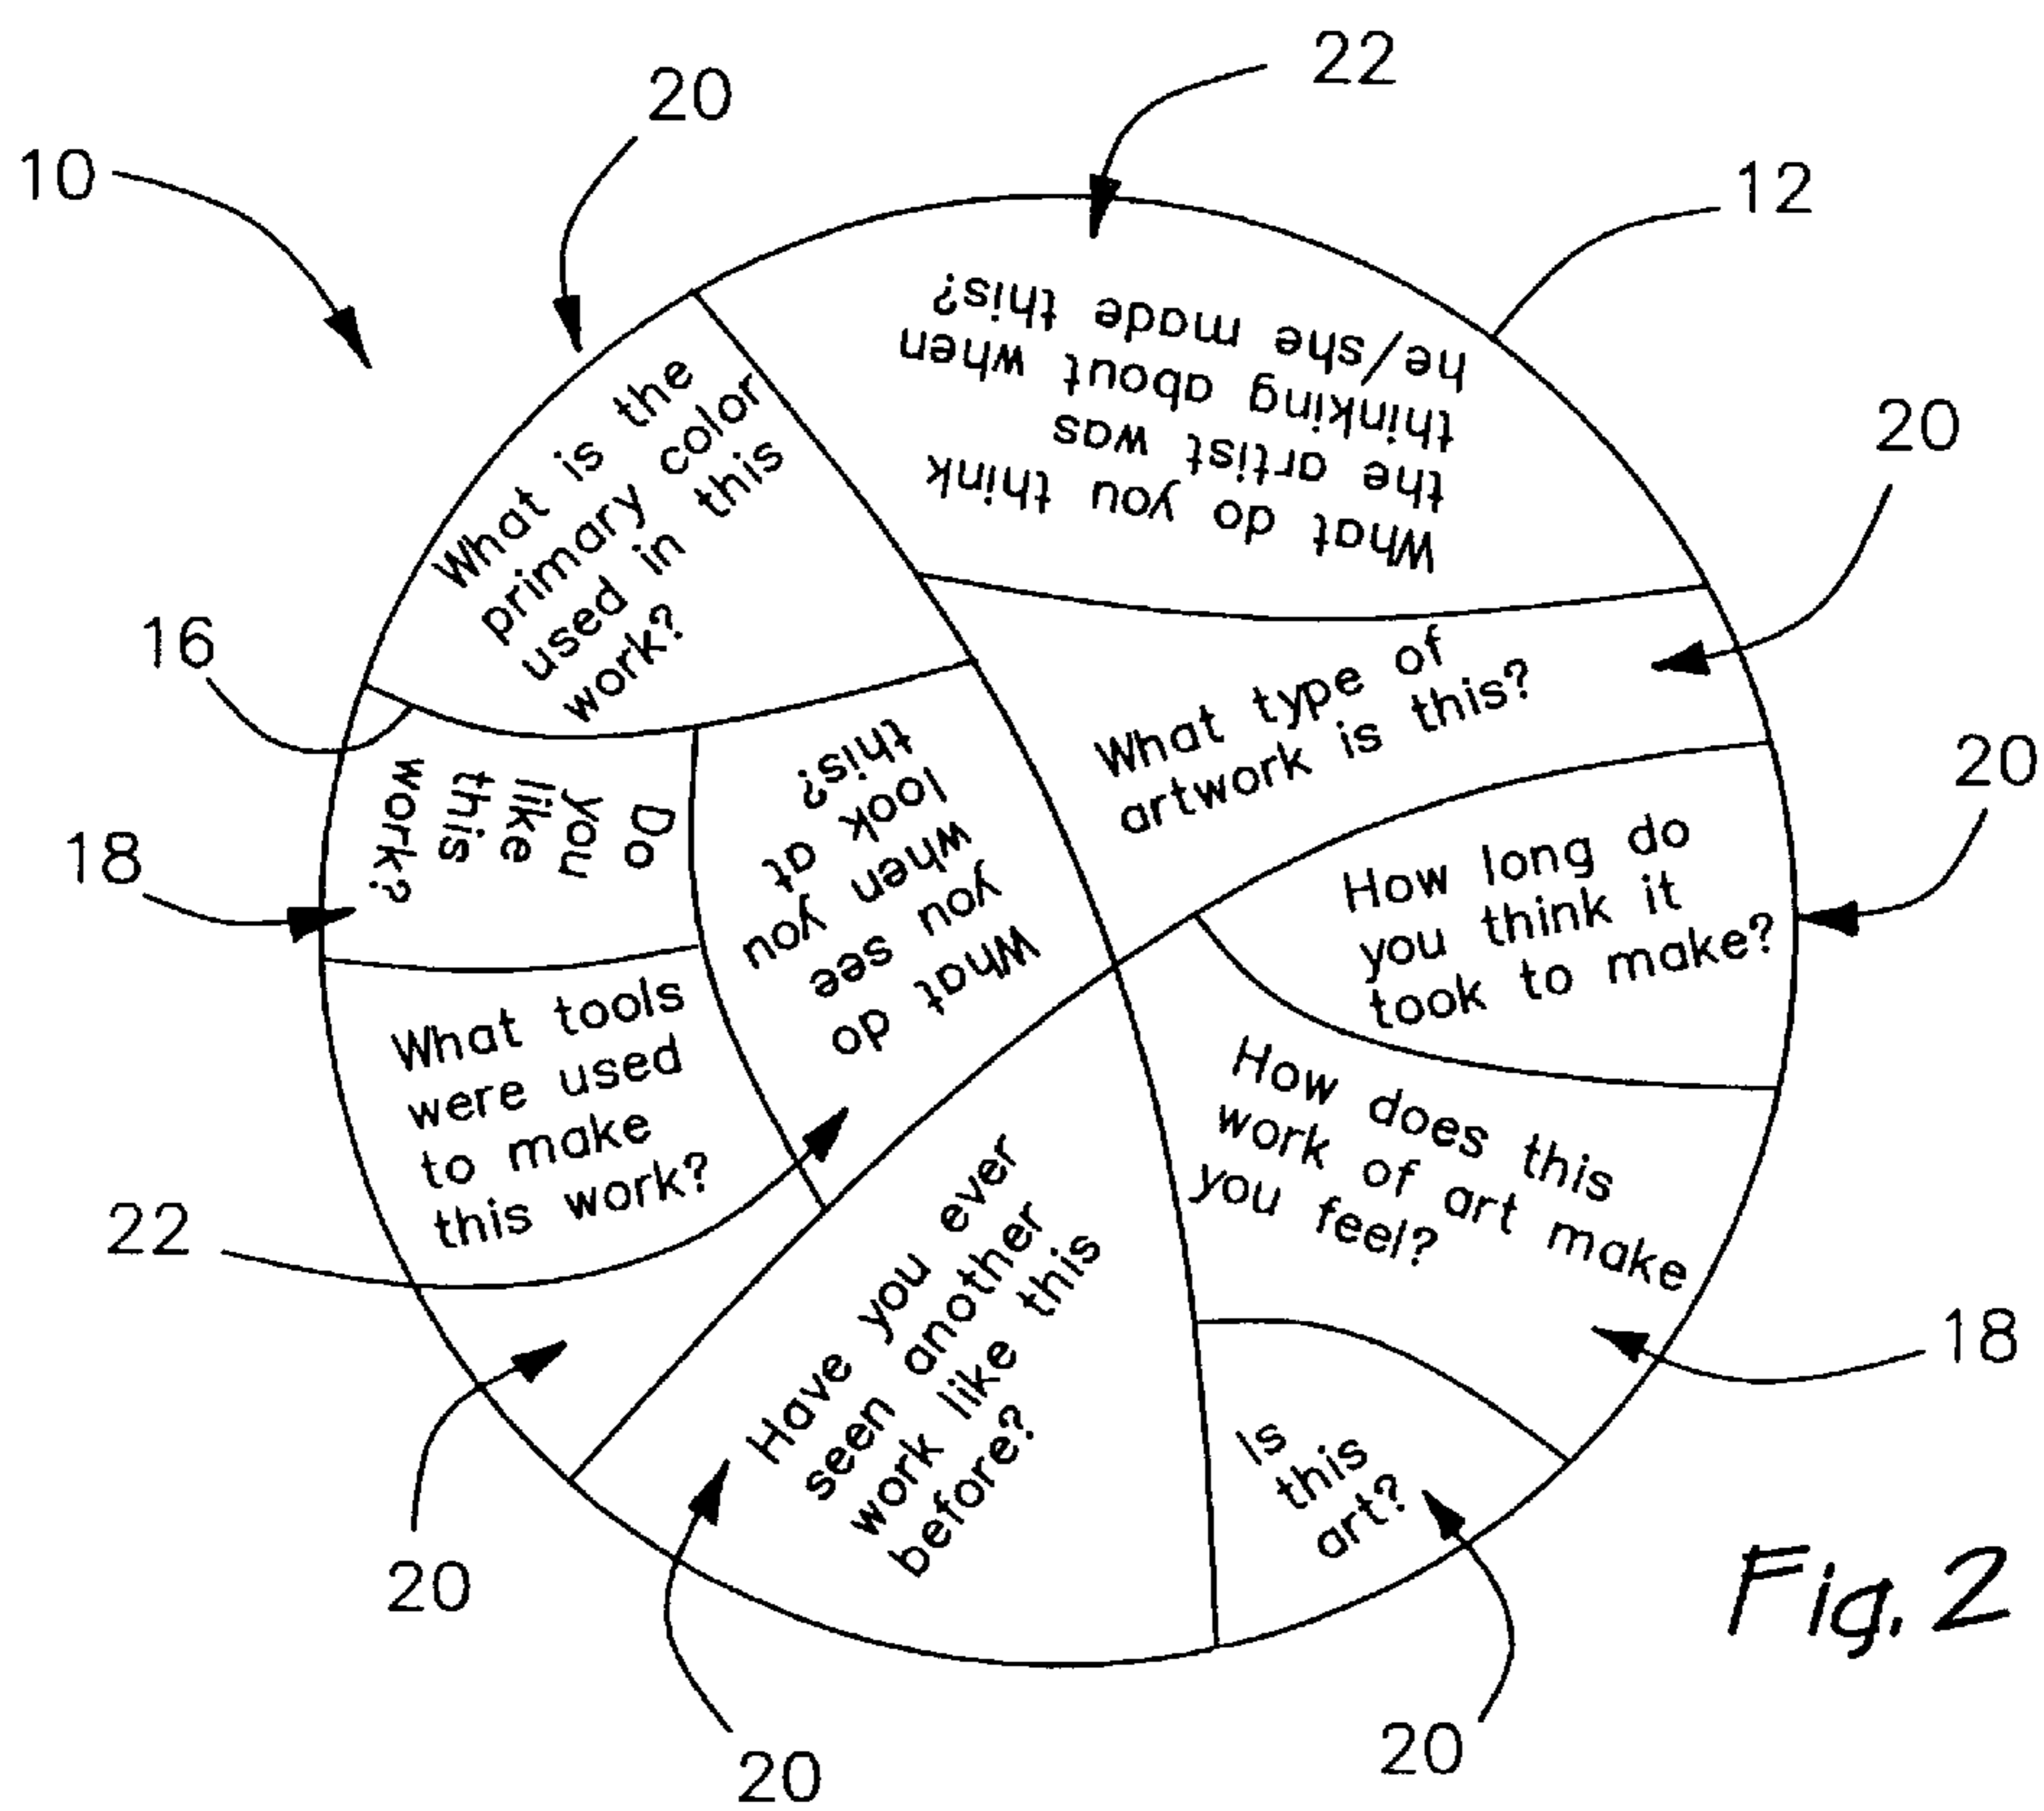 22
20
10
12
What do you think
the artist was
thinking about when
he/she made this?
What is the
primary color
used in this
work?
20
16
What type of
artwork is this?
20
18
Do
you
like
this
work?
What do
you see
when you
look at
this?
How long do
you think it
took to make?
What tools
were used
to make
this work?
How does this
work of art make
you feel?
22
Have you ever
seen another
work like this
before?
18
Is
this
art?
20
20
20
Fig. 2